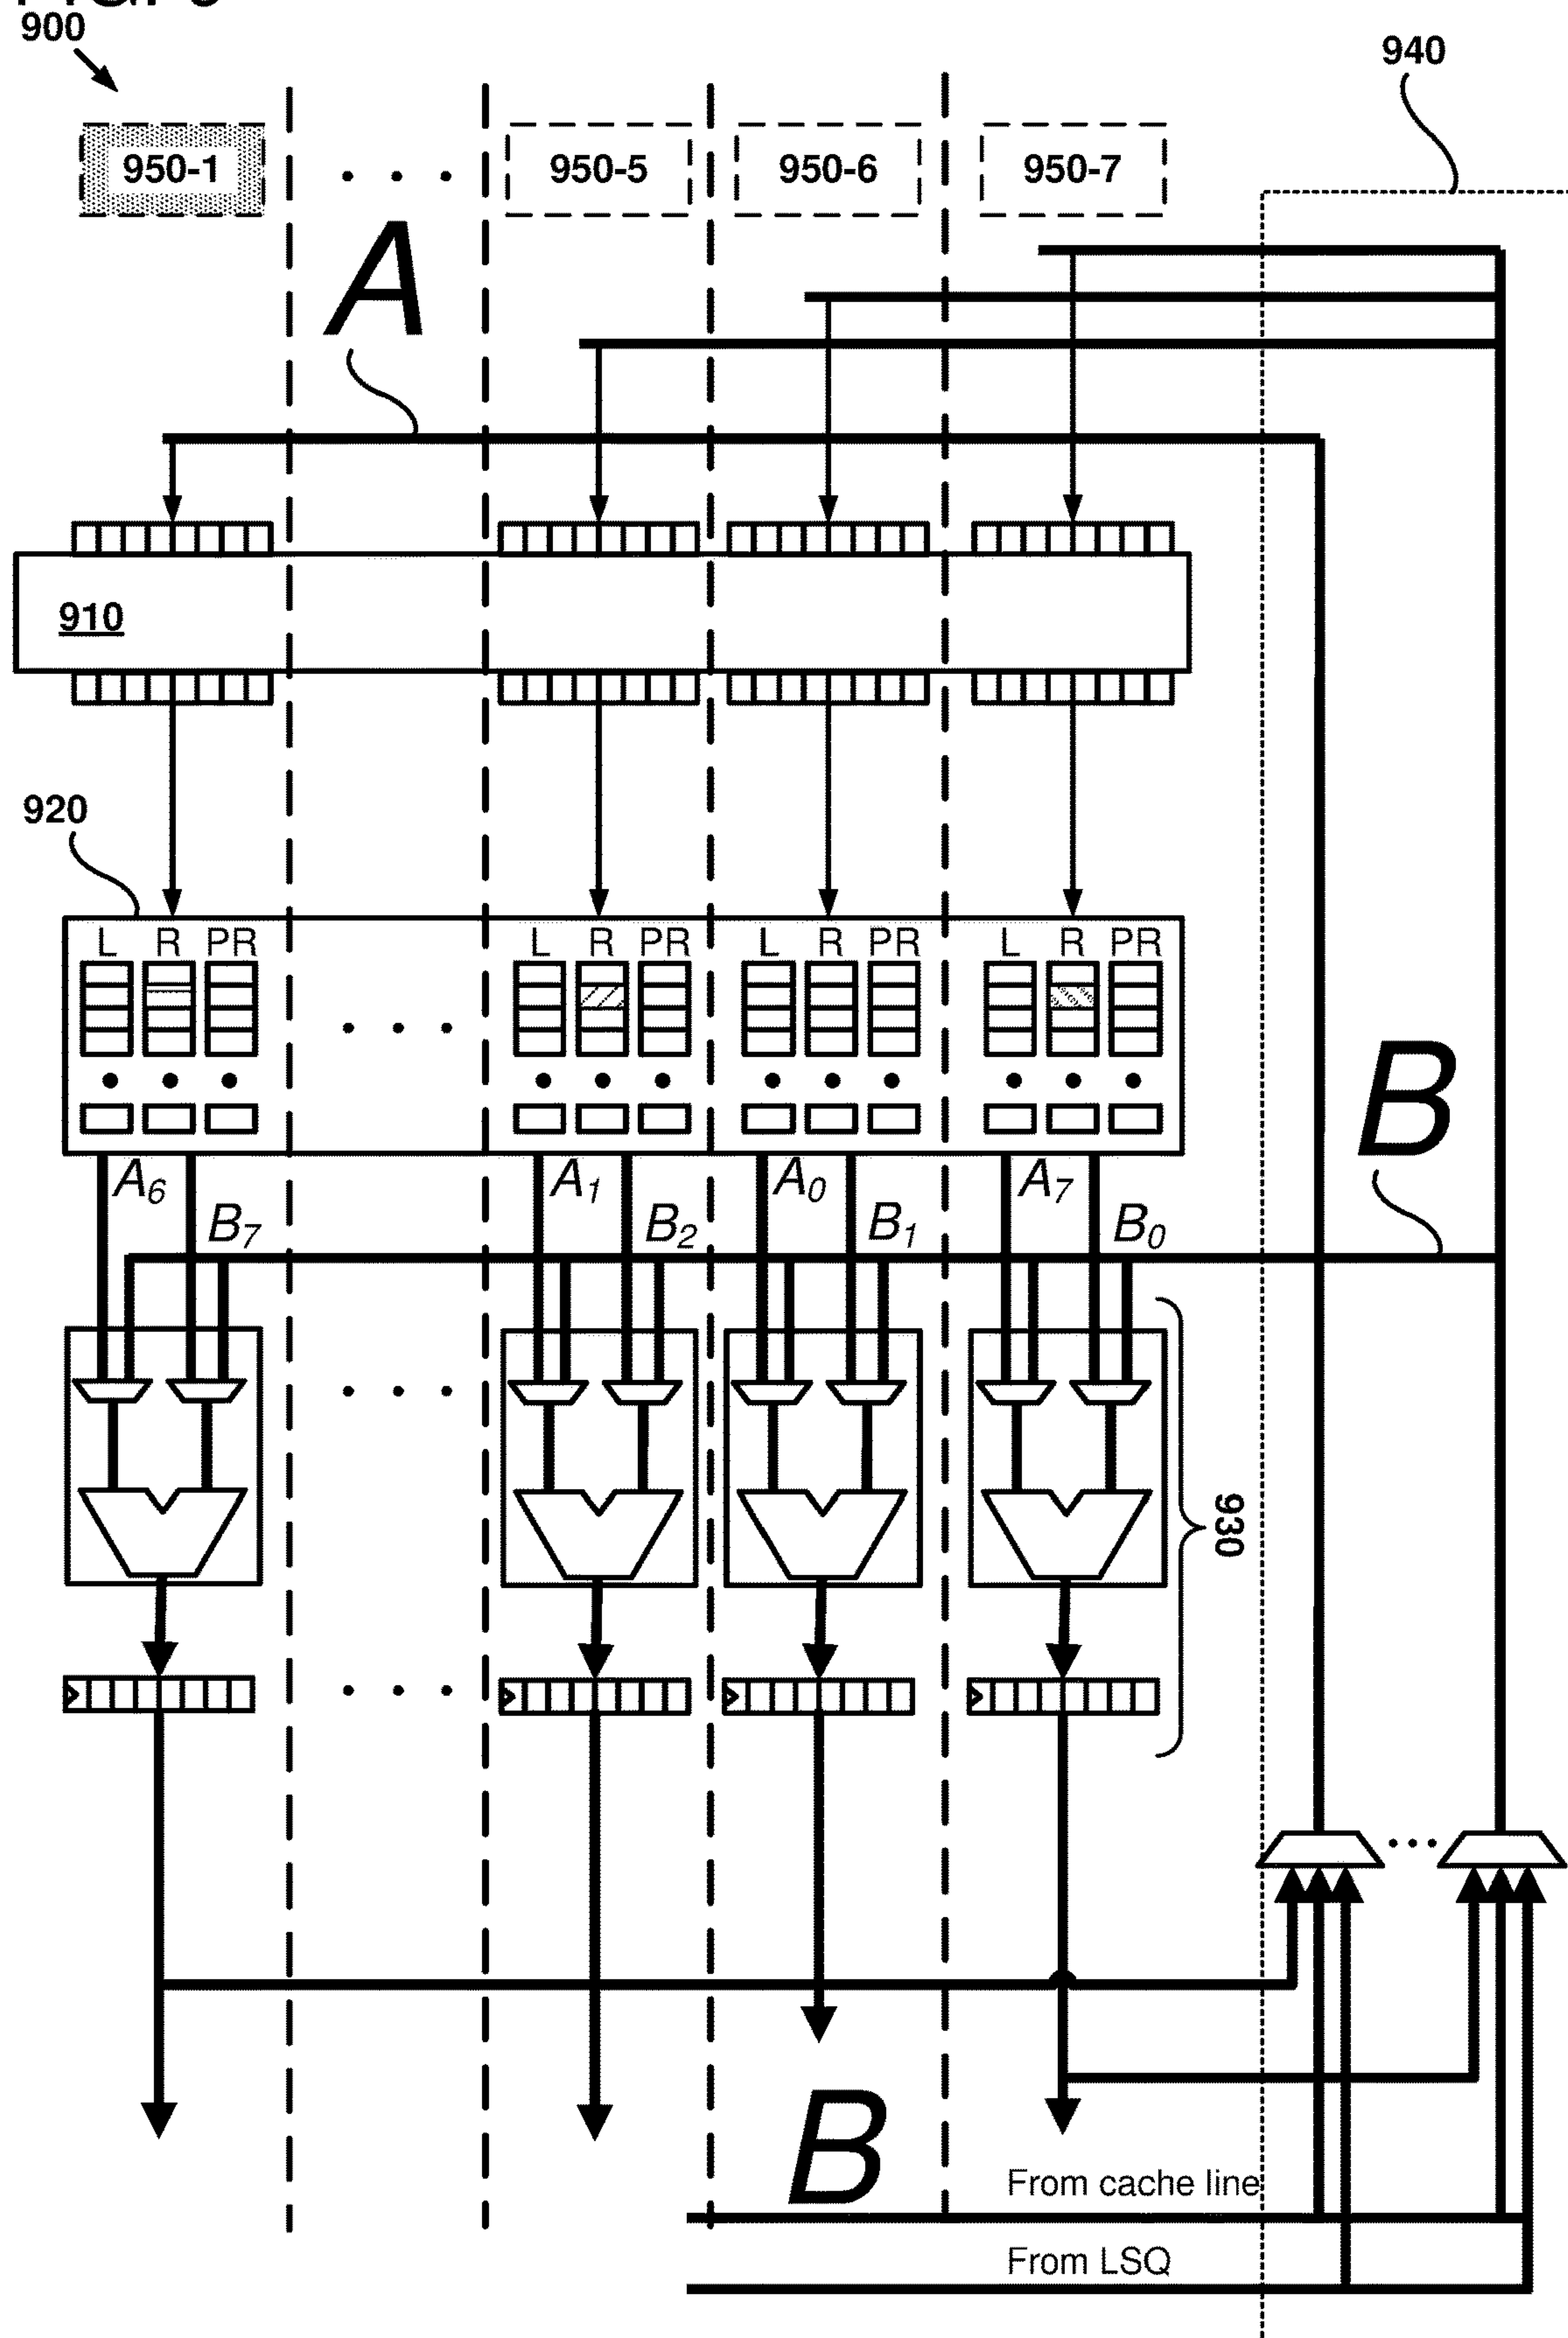 900
940
950-1
950-5
950-6
950-7
A
910
920
L R PR
L R PR
L R PR
L R PR
B
A6
A1
A0
A7
B7
B2
B1
B0
930
B
From cache line
From LSQ